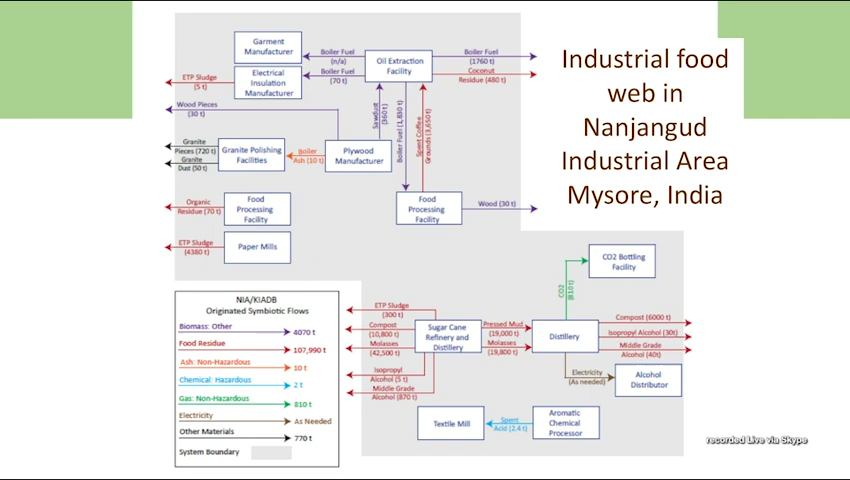 Industrial food
web in
Nanjangud
Industrial Area
Mysore, India
Garment
Manufacturer
Boiler Fuel
(n/a)
Oil Extraction
Facility
Boiler Fuel
(1760 t)
Electrical
Insulation
Manufacturer
Boiler Fuel
(70 t)
Coconut
Residue (480 t)
ETP Sludge
(5 t)
Wood Pieces
(30 t)
Sawdust
(360 t)
Boiler Fuel (1,830 t)
Spent Coffee
Grounds (3,650 t)
Granite
Pieces (720 t)
Granite
Dust (50 t)
Granite Polishing
Facilities
Boiler
Ash (10 t)
Plywood
Manufacturer
Organic
Residue (70 t)
Food
Processing
Facility
Food
Processing
Facility
Wood (30 t)
ETP Sludge
(4380 t)
Paper Mills
CO2 Bottling
Facility
CO2
(810 t)
NIA/KIADB
Originated Symbiotic Flows
Biomass: Other
4070 t
Food Residue
107,990 t
Ash: Non-Hazardous
10 t
Chemical: Hazardous
2 t
Gas: Non-Hazardous
810 t
Electricity
As Needed
Other Materials
770 t
System Boundary
ETP Sludge
(300 t)
Compost
(10,800 t)
Molasses
(42,500 t)
Isopropyl
Alcohol (5 t)
Middle Grade
Alcohol (870 t)
Sugar Cane
Refinery and
Distillery
Pressed Mud
(19,000 t)
Molasses
(19,800 t)
Distillery
Compost (6000 t)
Isopropyl Alcohol (30t)
Middle Grade
Alcohol (40t)
Electricity
(As needed)
Alcohol
Distributor
Textile Mill
Spent
Acid (2.4 t)
Aromatic
Chemical
Processor
recorded Live via Skype